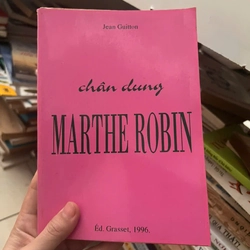 Jean Guitton
chân dung
MARTHE ROBIN
Éd. Grasset, 1996.